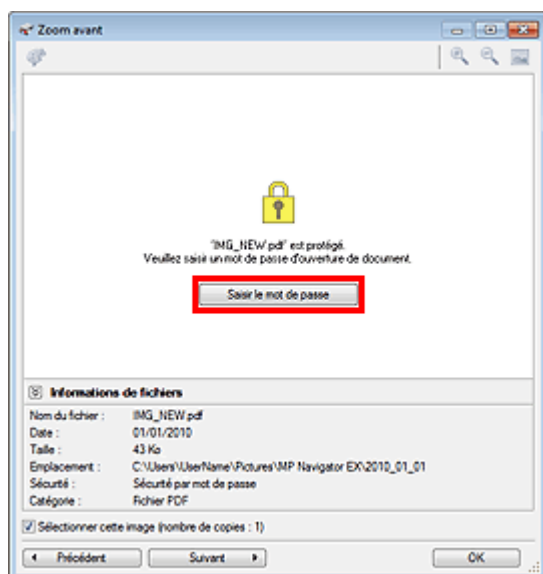 Zoom avant
'IMG_NEW.pdf' est protégé.
Veuillez saisir un mot de passe d'ouverture de document.
Saisir le mot de passe
Informations de fichiers
Nom du fichier : IMG_NEW.pdf
Date : 01/01/2010
Taille : 43 Ko
Emplacement : C:\Users\UserName\Pictures\MP Navigator EX\2010_01_01
Sécurité : Sécurité par mot de passe
Catégorie : Fichier PDF
Sélectionner cette image (nombre de copies : 1)
Précédent Suivant OK